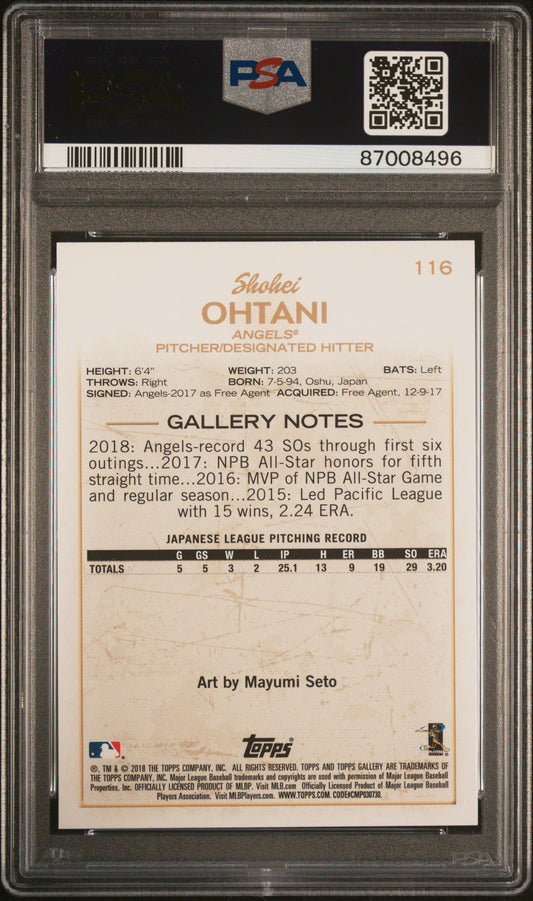 PSA
87008496
116
Shohei
OHTANI
ANGELS®
PITCHER/DESIGNATED HITTER
HEIGHT: 6'4" WEIGHT: 203 BATS: Left
THROWS: Right BORN: 7-5-94, Oshu, Japan
SIGNED: Angels-2017 as Free Agent ACQUIRED: Free Agent, 12-9-17
GALLERY NOTES
2018: Angels-record 43 SOs through first six
outings...2017: NPB All-Star honors for fifth
straight time...2016: MVP of NPB All-Star Game
and regular season...2015: Led Pacific League
with 15 wins, 2.24 ERA.
JAPANESE LEAGUE PITCHING RECORD
G GS W L IP H ER BB SO ERA
TOTALS 5 5 3 2 25.1 13 9 19 29 3.20
Art by Mayumi Seto
topps
®, TM & © 2018 THE TOPPS COMPANY, INC. ALL RIGHTS RESERVED. TOPPS AND TOPPS GALLERY ARE TRADEMARKS OF
THE TOPPS COMPANY, INC. Major League Baseball trademarks and copyrights are used with permission of Major League Baseball
Properties, Inc. OFFICIALLY LICENSED PRODUCT OF MLBP. Visit MLB.com Officially Licensed Product of Major League Baseball
Players Association. Visit MLBPlayers.com. WWW.TOPPS.COM. CODE#CMP030730.
PSA